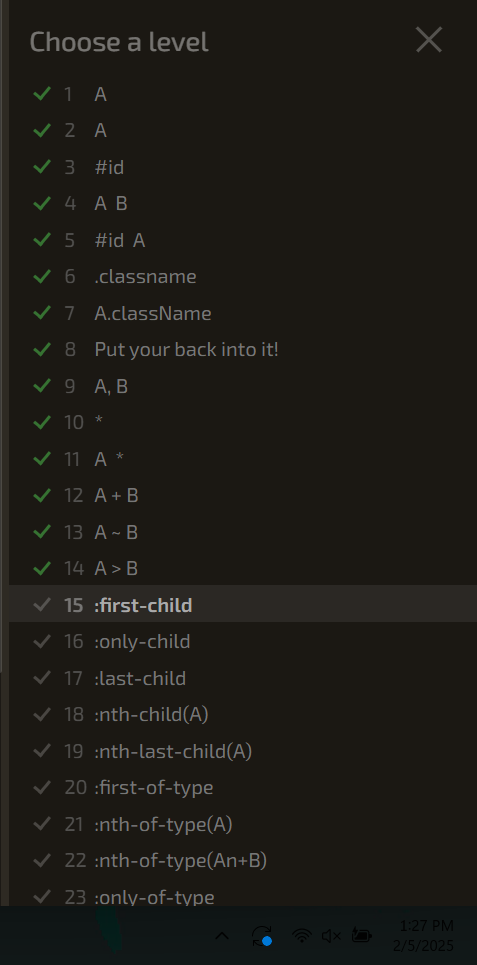 Choose a level
1 A
2 A
3 #id
4 A B
5 #id A
6 .classname
7 A.className
8 Put your back into it!
9 A, B
10 *
11 A *
12 A + B
13 A ~ B
14 A > B
15 :first-child
16 :only-child
17 :last-child
18 :nth-child(A)
19 :nth-last-child(A)
20 :first-of-type
21 :nth-of-type(A)
22 :nth-of-type(An+B)
23 :only-of-type
1:27 PM
2/5/2025